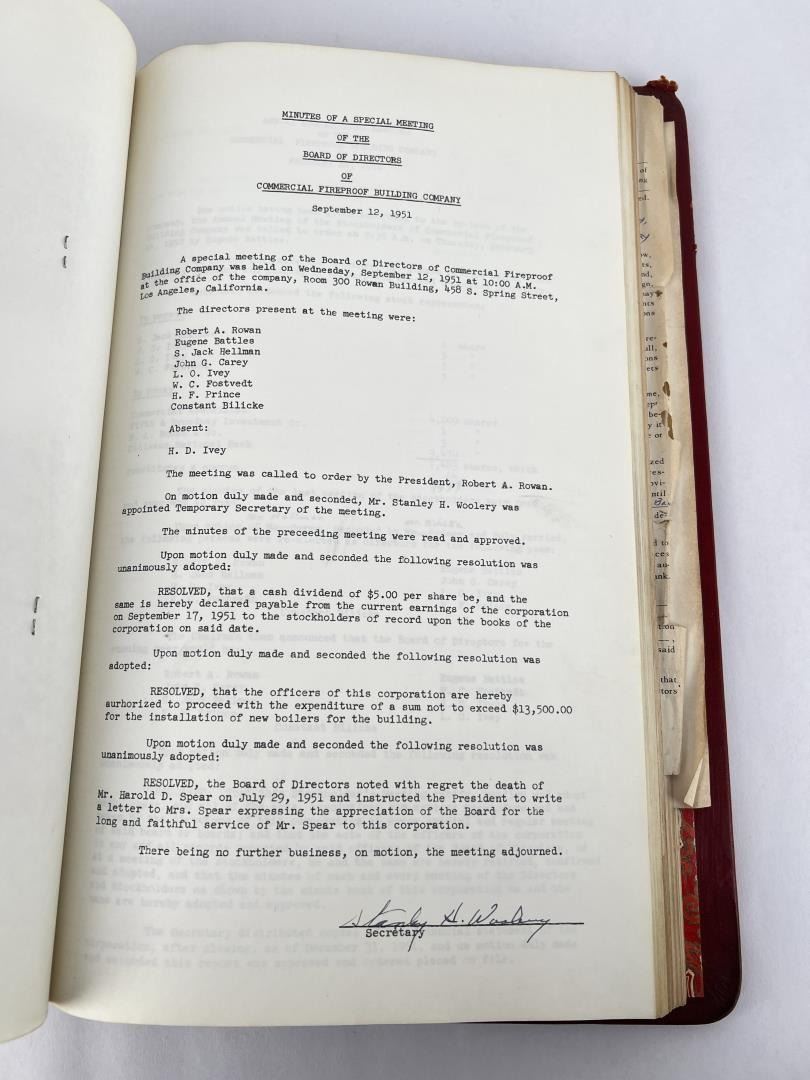 MINUTES OF A SPECIAL MEETING
OF THE
BOARD OF DIRECTORS
OF
COMMERCIAL FIREPROOF BUILDING COMPANY
September 12, 1951
A special meeting of the Board of Directors of Commercial Fireproof
Building Company was held on Wednesday, September 12, 1951 at 10:00 A.M.
at the office of the company, Room 300 Rowan Building, 458 S. Spring Street,
Los Angeles, California.
The directors present at the meeting were:
Robert A. Rowan
Eugene Battles
S. Jack Hellman
John G. Carey
L. O. Ivey
W. C. Fostvedt
H. F. Prince
Constant Bilicke
Absent:
H. D. Ivey
The meeting was called to order by the President, Robert A. Rowan.
On motion duly made and seconded, Mr. Stanley H. Woolery was
appointed Temporary Secretary of the meeting.
The minutes of the preceeding meeting were read and approved.
Upon motion duly made and seconded the following resolution was
unanimously adopted:
RESOLVED, that a cash dividend of $5.00 per share be, and the
same is hereby declared payable from the current earnings of the corporation
on September 17, 1951 to the stockholders of record upon the books of the
corporation on said date.
Upon motion duly made and seconded the following resolution was
adopted:
RESOLVED, that the officers of this corporation are hereby
aurhorized to proceed with the expenditure of a sum not to exceed $13,500.00
for the installation of new boilers for the building.
Upon motion duly made and seconded the following resolution was
unanimously adopted:
RESOLVED, the Board of Directors noted with regret the death of
Mr. Harold D. Spear on July 29, 1951 and instructed the President to write
a letter to Mrs. Spear expressing the appreciation of the Board for the
long and faithful service of Mr. Spear to this corporation.
There being no further business, on motion, the meeting adjourned.
Stanley H. Woolery
Secretary